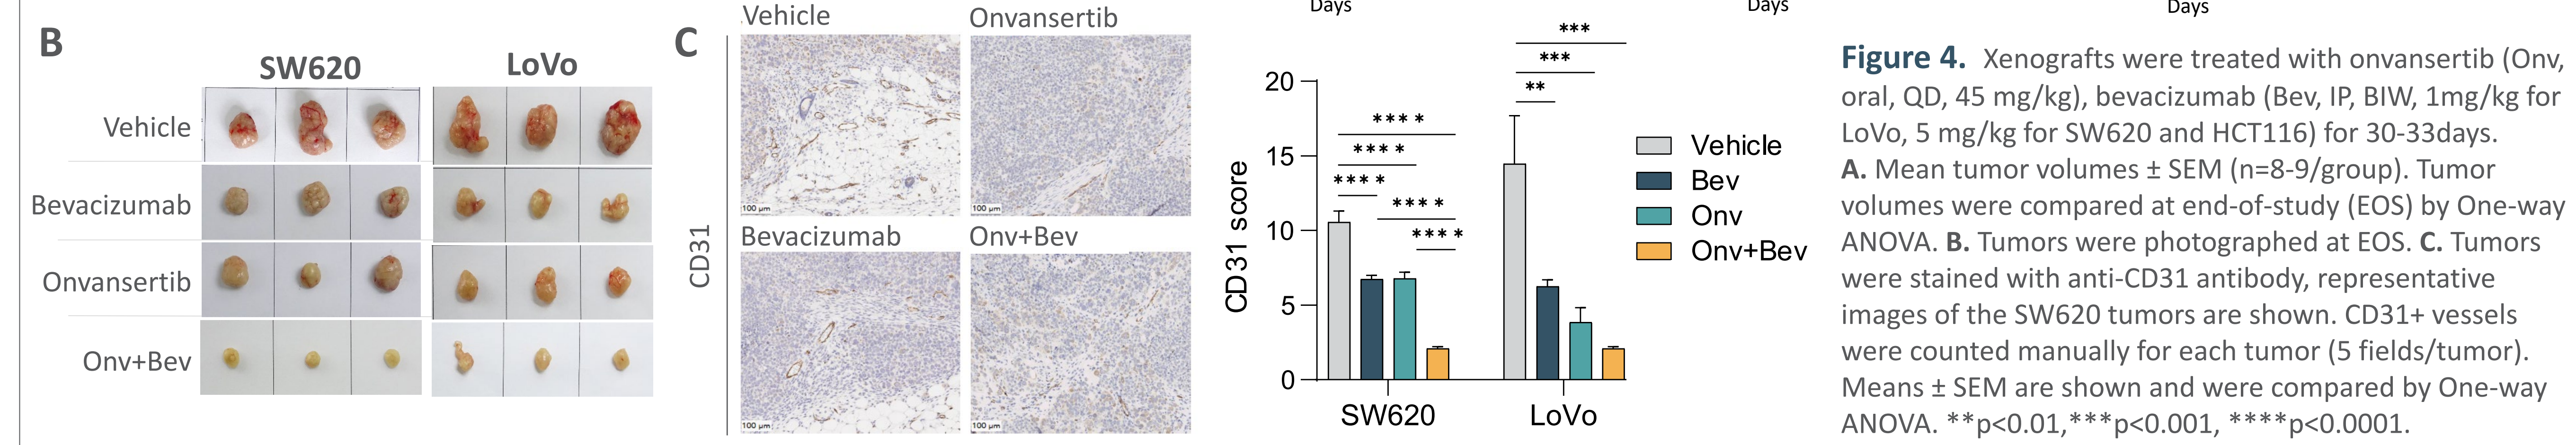 Days
Days
Days
B
SW620
LoVo
Vehicle
Bevacizumab
Onvansertib
Onv+Bev
C
CD31
.Vehicle
Onvansertib
100 µm
100 µm
Bevacizumab
Onv+Bev
100 µm
100 µm
CD31 score
20
15
10
5
0
****
****
****
****
****
***
***
**
SW620
LoVo
Vehicle
Bev
Onv
Onv+Bev
Figure 4. Xenografts were treated with onvansertib (Onv,
oral, QD, 45 mg/kg), bevacizumab (Bev, IP, BIW, 1mg/kg for
LoVo, 5 mg/kg for SW620 and HCT116) for 30-33days.
A. Mean tumor volumes ± SEM (n=8-9/group). Tumor
volumes were compared at end-of-study (EOS) by One-way
ANOVA. B. Tumors were photographed at EOS. C. Tumors
were stained with anti-CD31 antibody, representative
images of the SW620 tumors are shown. CD31+ vessels
were counted manually for each tumor (5 fields/tumor).
Means ± SEM are shown and were compared by One-way
ANOVA. **p<0.01,***p<0.001, ****p<0.0001.